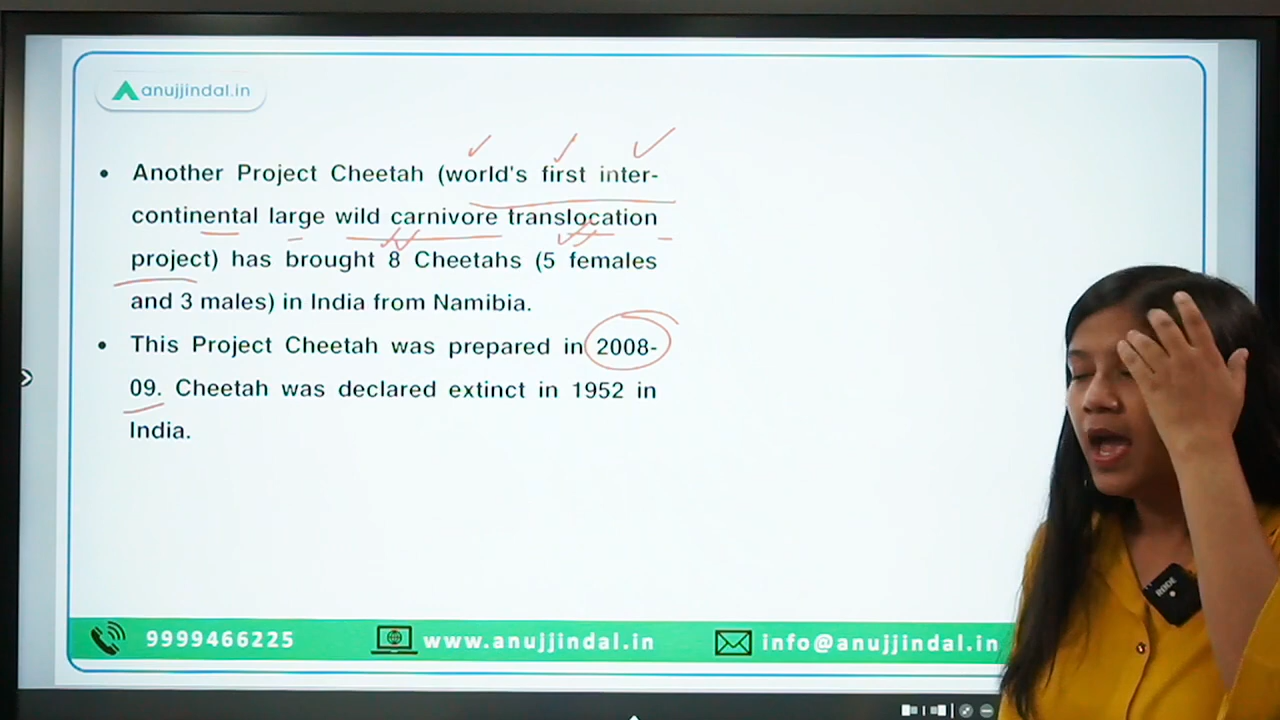 anujjindal.in
• Another Project Cheetah (world's first inter-
continental large wild carnivore translocation
project) has brought 8 Cheetahs (5 females
and 3 males) in India from Namibia.
• This Project Cheetah was prepared in 2008-
09. Cheetah was declared extinct in 1952 in
India.
9999466225 www.anujjindal.in info@anujjindal.in
RODE